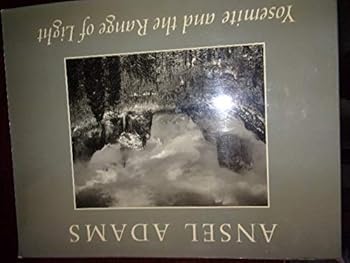 ANSEL ADAMS
Yosemite and the Range of Light